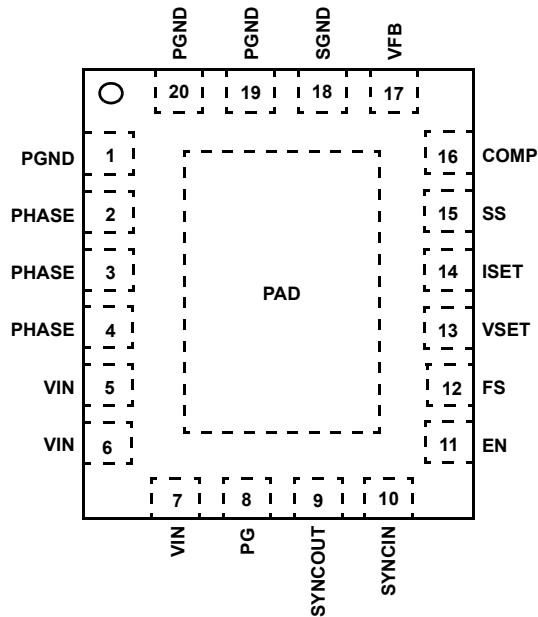 PGND
PGND
SGND
VFB
20
19
18
17
PGND 1
16 COMP
PHASE 2
15 SS
PHASE 3
14 ISET
PAD
PHASE 4
13 VSET
VIN 5
12 FS
VIN 6
11 EN
7
8
9
10
VIN
PG
SYNCOUT
SYNCIN